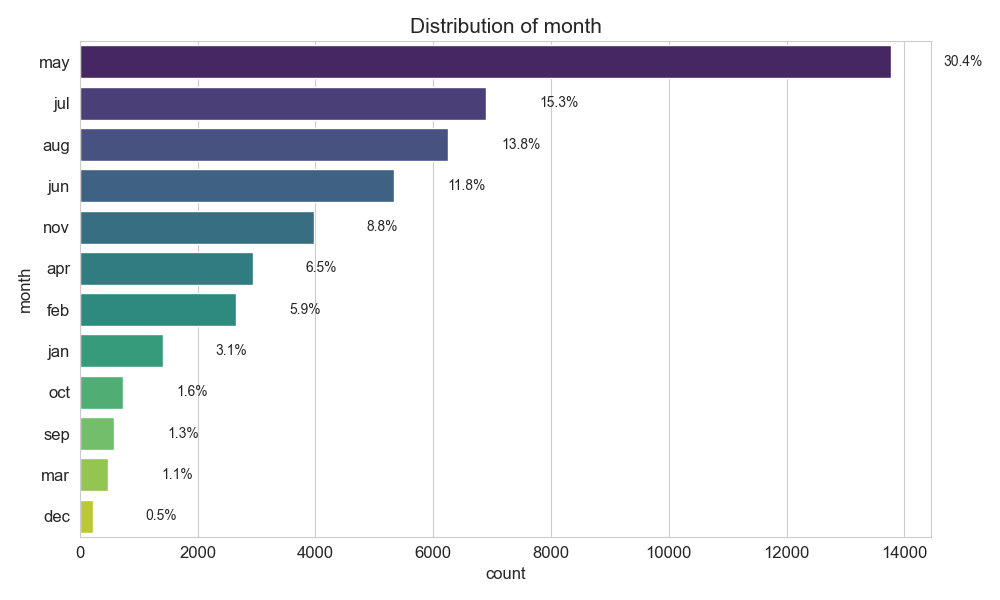 Distribution of month
may 30.4%
jul 15.3%
aug 13.8%
jun 11.8%
nov 8.8%
apr 6.5%
feb 5.9%
jan 3.1%
oct 1.6%
sep 1.3%
mar 1.1%
dec 0.5%
month
0 2000 4000 6000 8000 10000 12000 14000
count